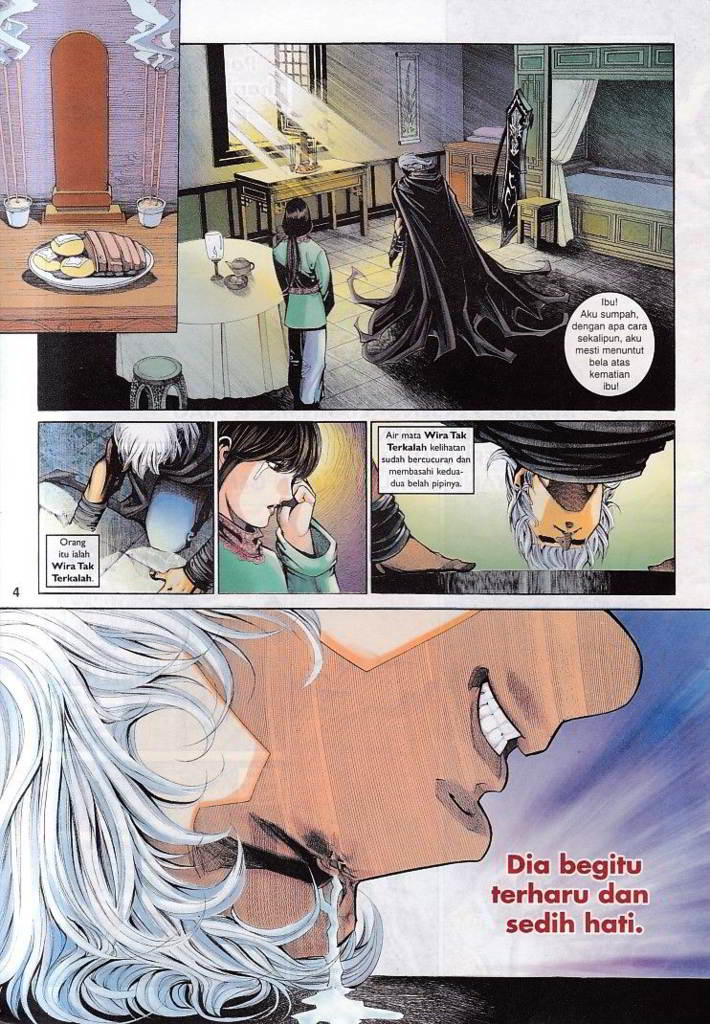 Ibu!
Aku sumpah,
dengan apa cara
sekalipun, aku
mesti menuntut
bela atas
kematian
ibu!
Orang
itu ialah
Wira Tak
Terkalah.
Air mata Wira Tak
Terkalah kelihatan
sudah bercucuran dan
membasahi kedua-
dua belah pipinya.
4
Dia begitu
terharu dan
sedih hati.